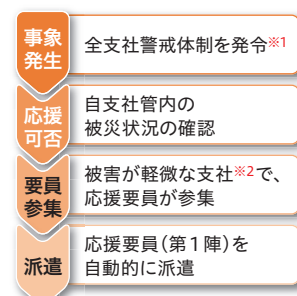 事象
発生
全支社警戒体制を発令※1
応援
可否
自支社管内の
被災状況の確認
要員
参集
被害が軽微な支社※2で、
応援要員が参集
派遣
応援要員（第１陣）を
自動的に派遣